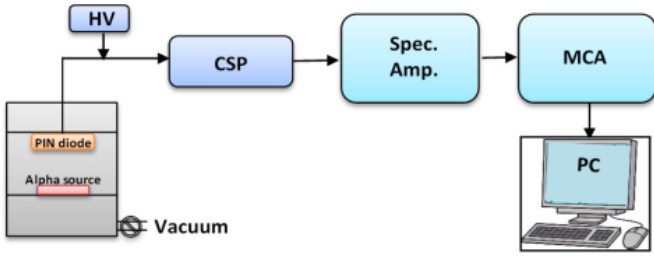 HV
CSP
Spec.
Amp.
MCA
PIN diode
Alpha source
Vacuum
PC